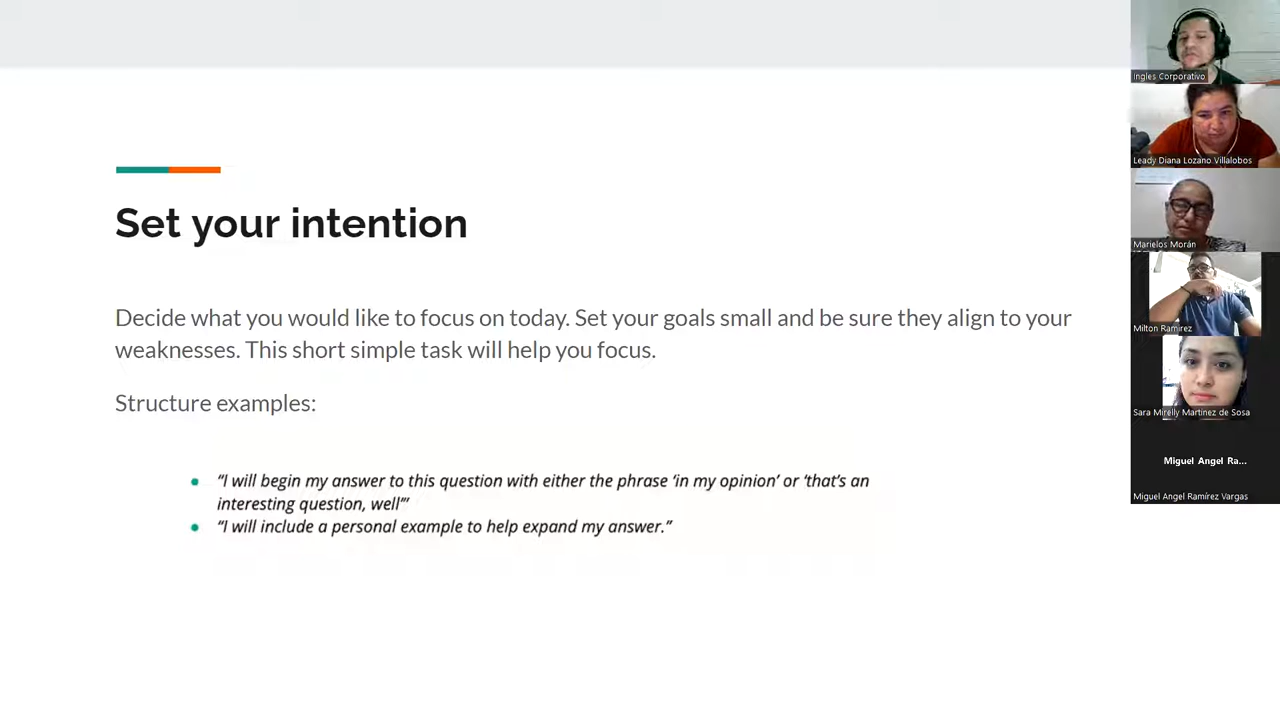 Set your intention
Decide what you would like to focus on today. Set your goals small and be sure they align to your
weaknesses. This short simple task will help you focus.
Structure examples:
“I will begin my answer to this question with either the phrase ‘in my opinion’ or ‘that’s an
interesting question, well’”
“I will include a personal example to help expand my answer.”
Ingles Corporativo
Leady Diana Lozano Villalobos
Marielos Morán
Milton Ramirez
Sara Mirelly Martinez de Sosa
Miguel Angel Ra...
Miguel Angel Ramírez Vargas